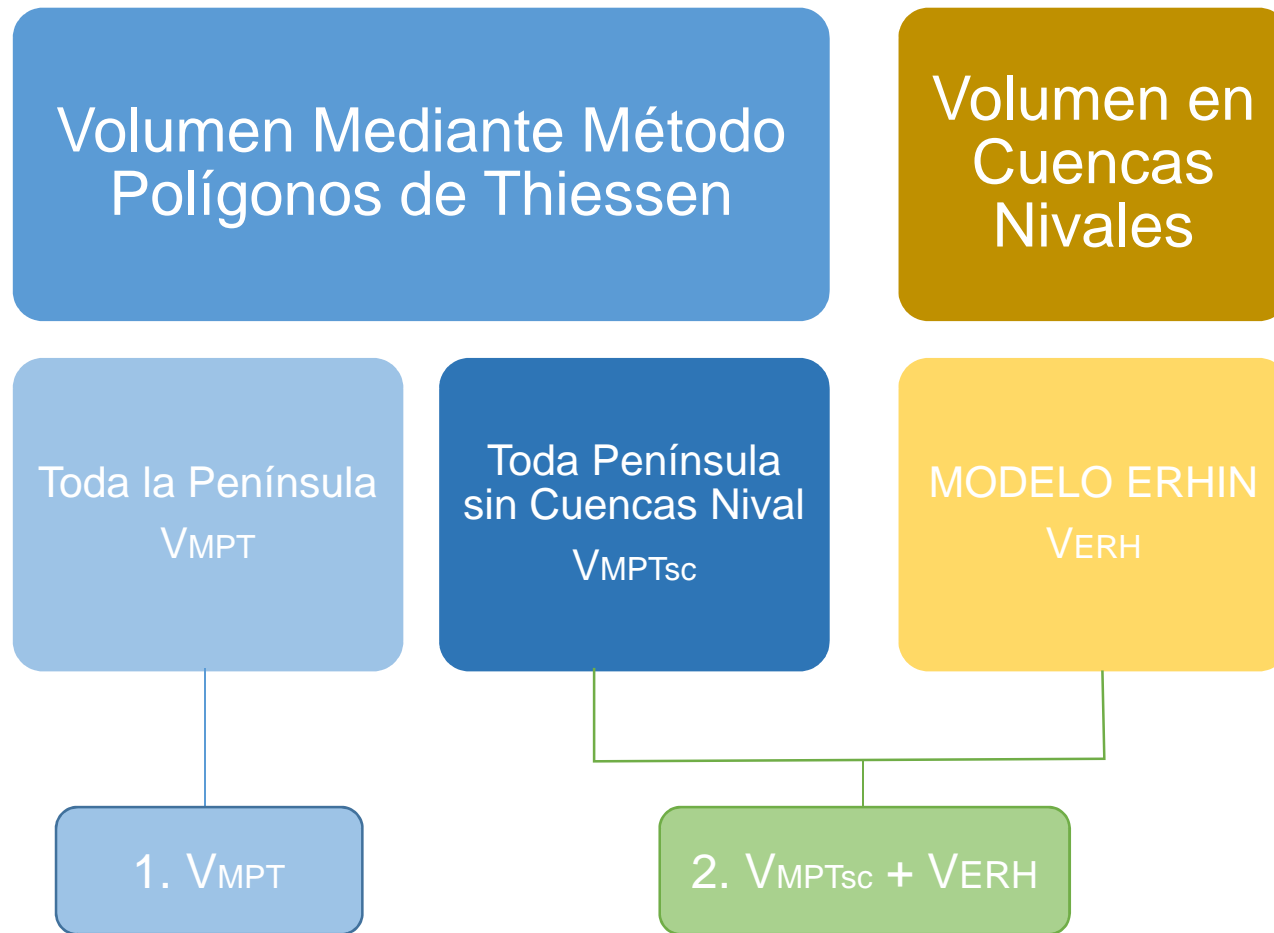 Volumen Mediante Método
Polígonos de Thiessen
Volumen en
Cuencas
Nivales
Toda la Península
VMPT
Toda Península
sin Cuencas Nival
VMPTsc
MODELO ERHIN
VERH
1. VMPT
2. VMPTsc + VERH